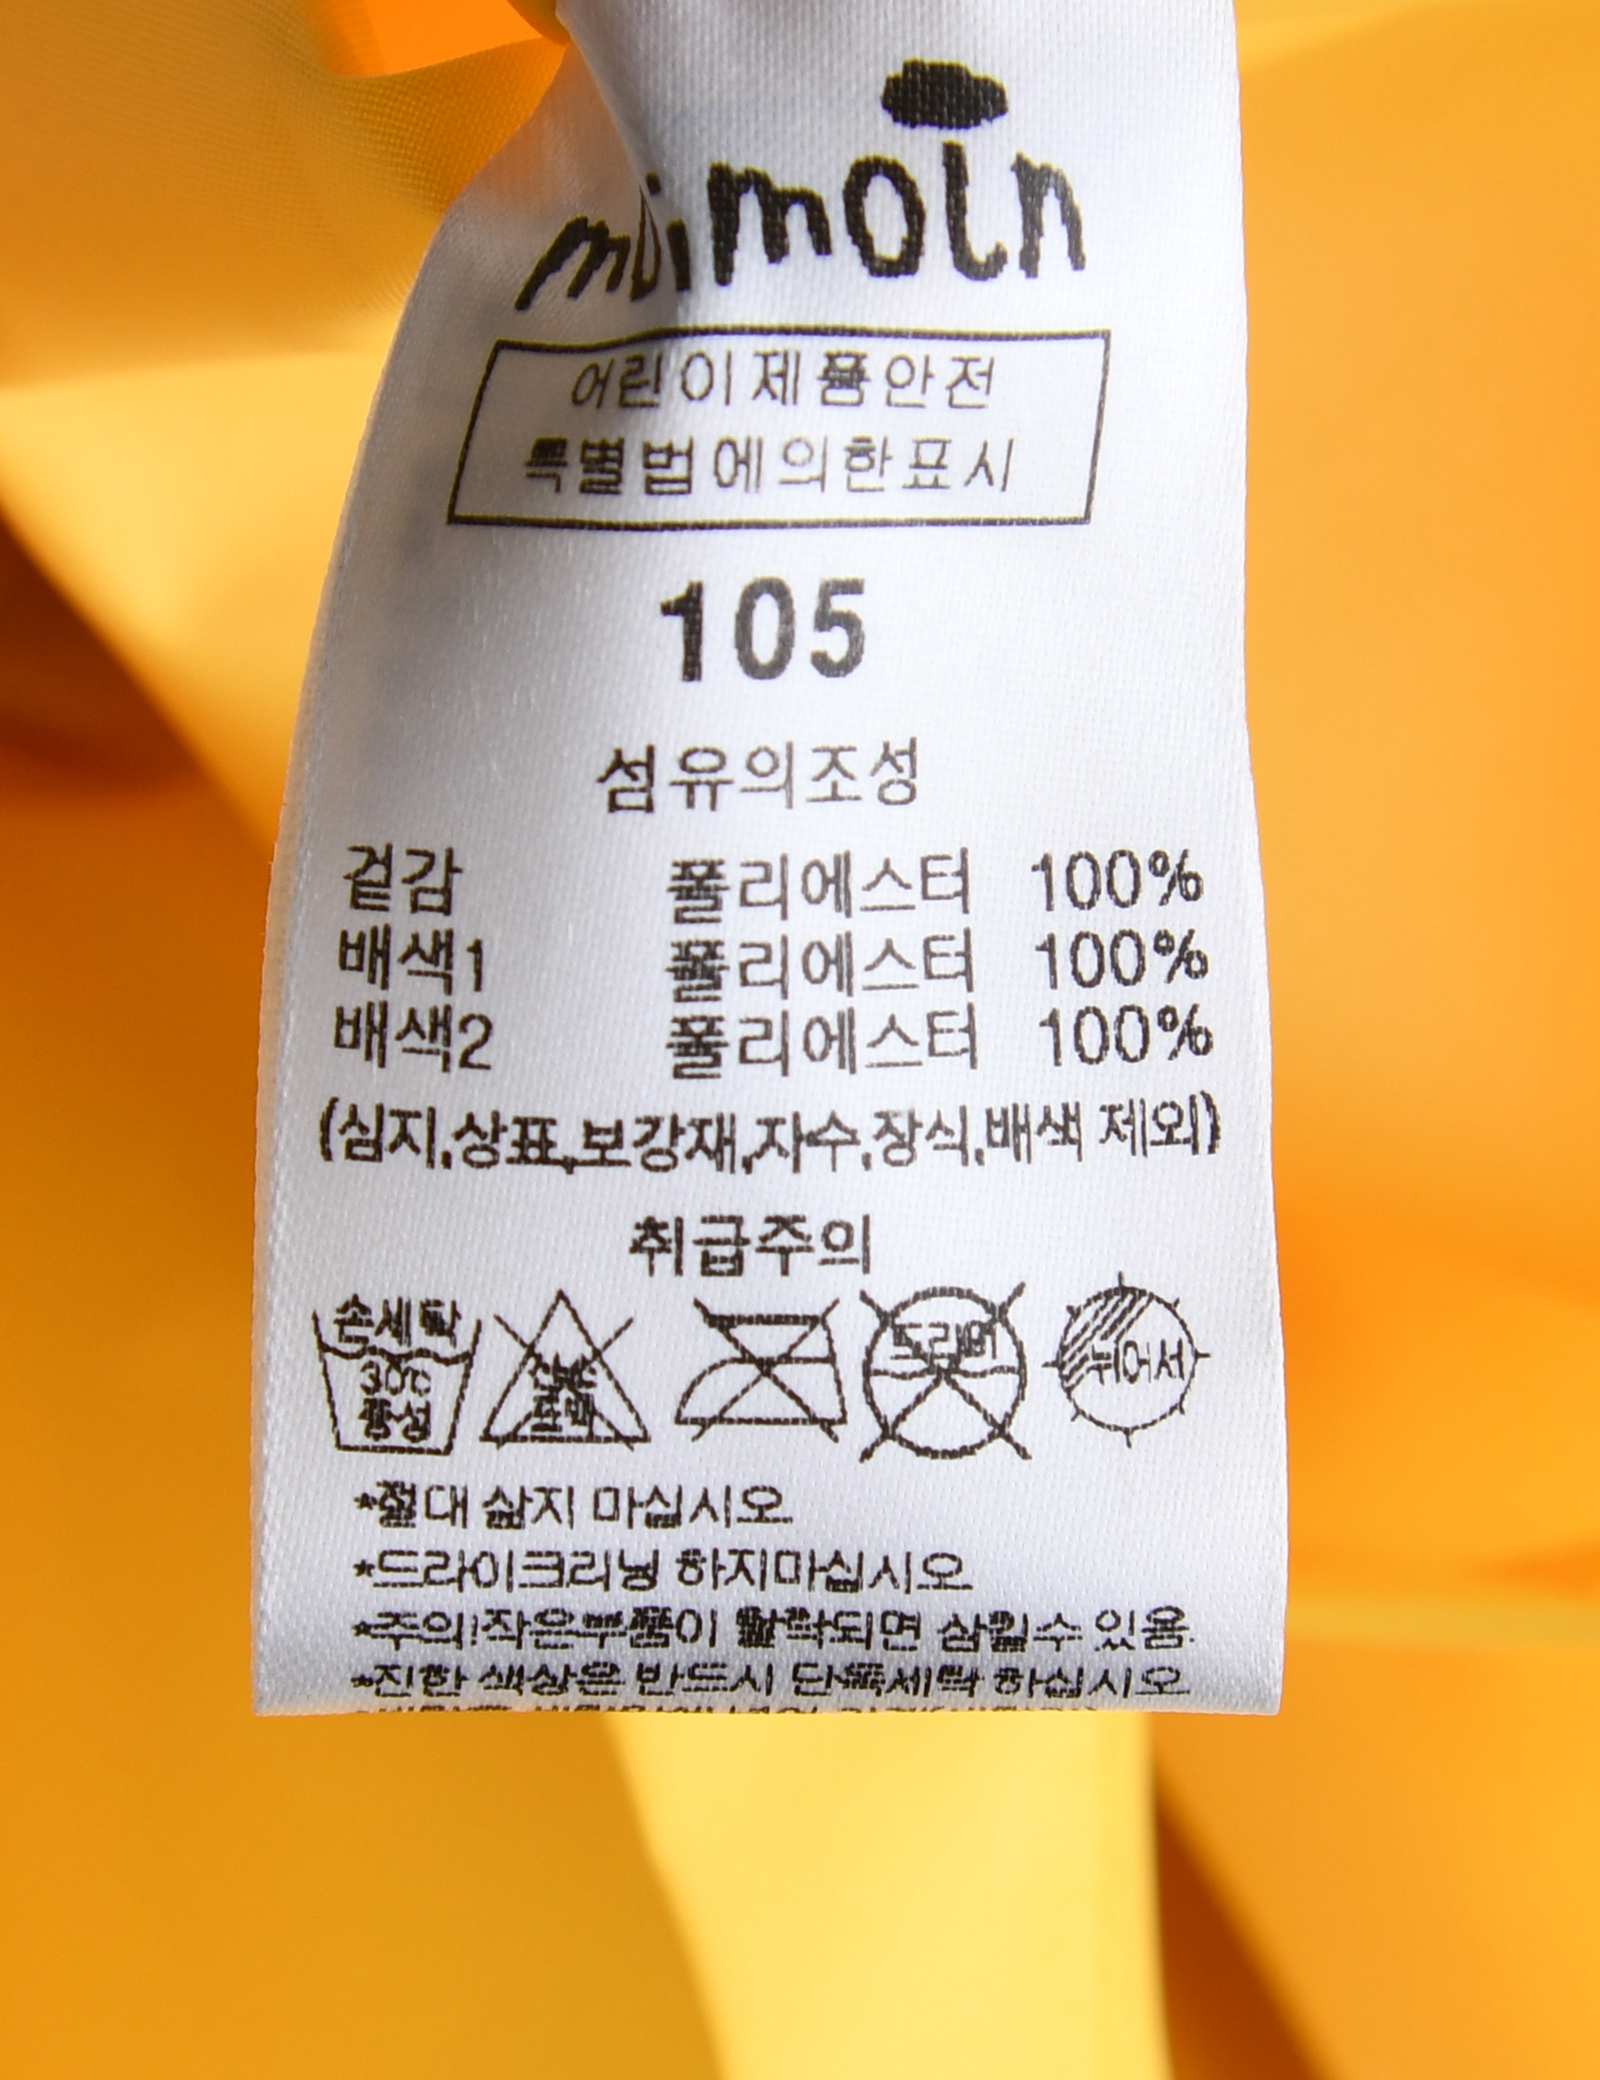 moimoln
어린이제품안전
특별법에의한표시
105
섬유의조성
겉감 폴리에스터 100%
배색1 폴리에스터 100%
배색2 폴리에스터 100%
(심지,상표,보강재,자수,장식,배색 제외)
취급주의
손세탁
30℃
중성
염소
표백
드라이
뉘어서
*절대 삶지 마십시오
*드라이크리닝 하지마십시오
*주의!작은부품이 탈락되면 삼킬수 있음.
*진한 색상은 반드시 단독세탁 하십시오